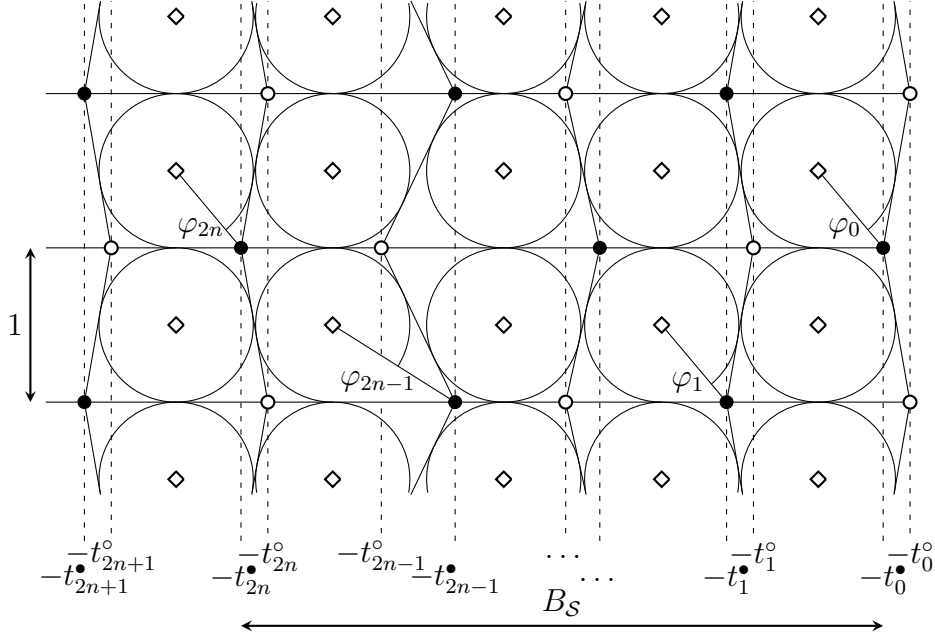 φ_{2n} φ_0
1
φ_{2n−1} φ_1
−t^∘_{2n+1} −t^∘_{2n} −t^∘_{2n−1} ... −t^∘_1 −t^∘_0
−t^•_{2n+1} −t^•_{2n} −t^•_{2n−1} ... −t^•_1 −t^•_0
B_𝒮